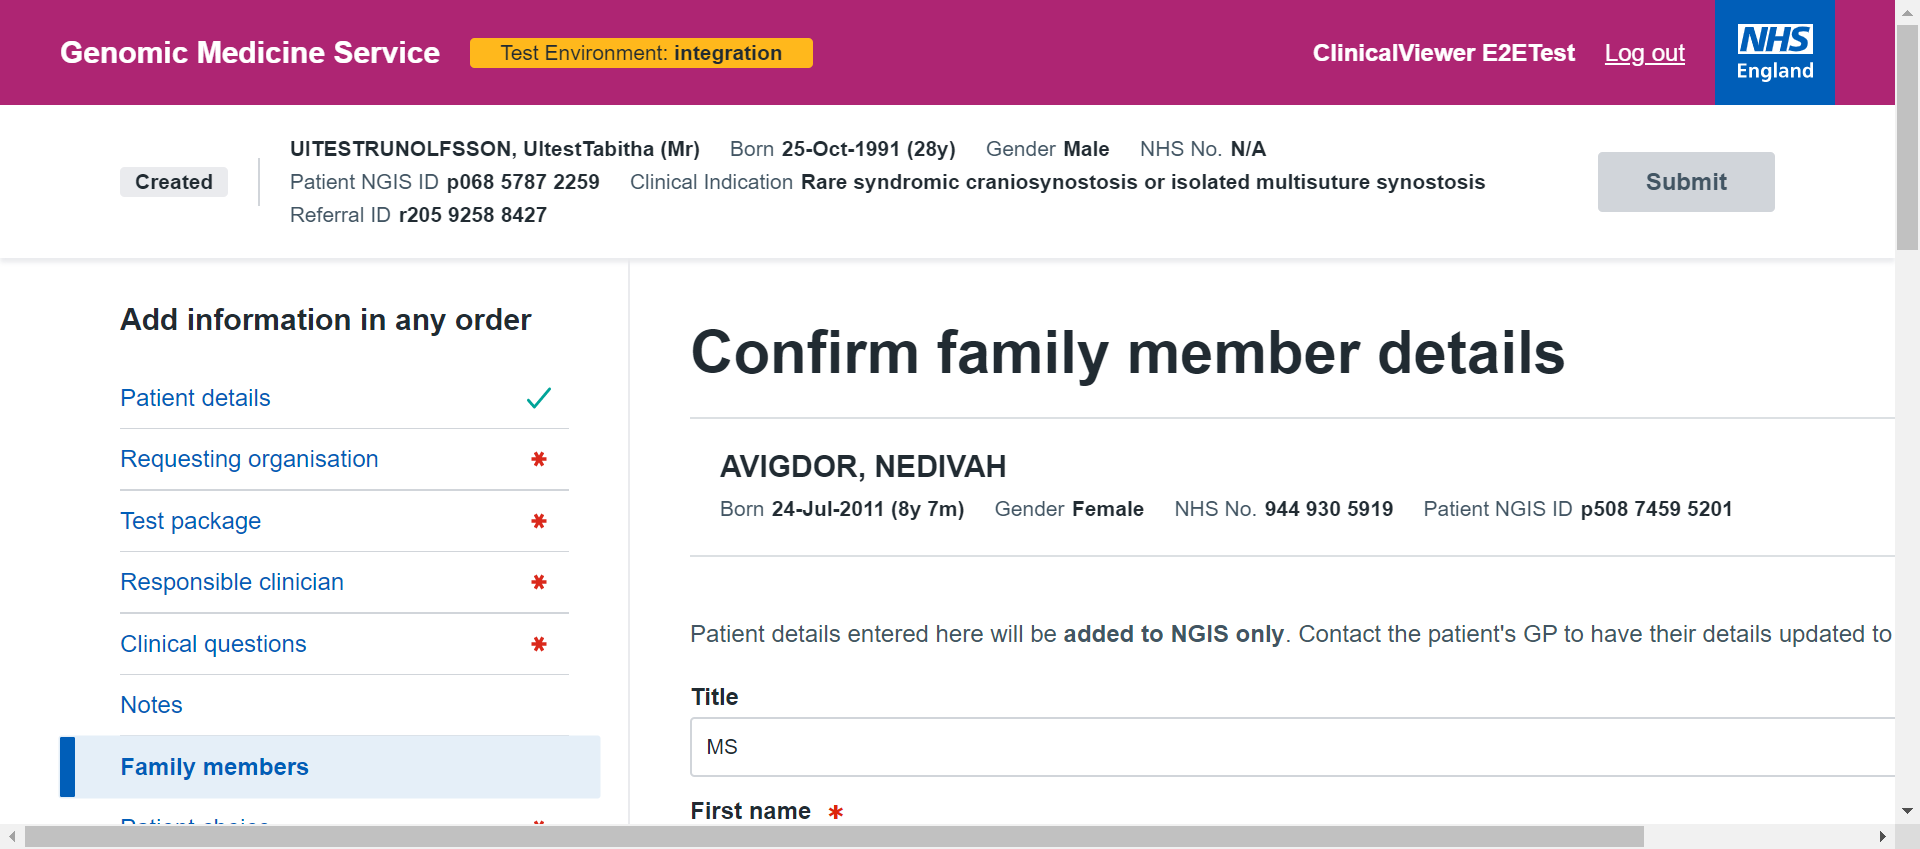 Genomic Medicine Service
Test Environment: integration
ClinicalViewer E2ETest
Log out
NHS
England
Created
UITESTRUNOLFSSON, UItestTabitha (Mr) Born 25-Oct-1991 (28y) Gender Male NHS No. N/A
Patient NGIS ID p068 5787 2259 Clinical Indication Rare syndromic craniosynostosis or isolated multisuture synostosis
Referral ID r205 9258 8427
Submit
Add information in any order
Patient details
Requesting organisation *
Test package *
Responsible clinician *
Clinical questions *
Notes
Family members
Confirm family member details
AVIGDOR, NEDIVAH
Born 24-Jul-2011 (8y 7m) Gender Female NHS No. 944 930 5919 Patient NGIS ID p508 7459 5201
Patient details entered here will be added to NGIS only. Contact the patient's GP to have their details updated to
Title
MS
First name *